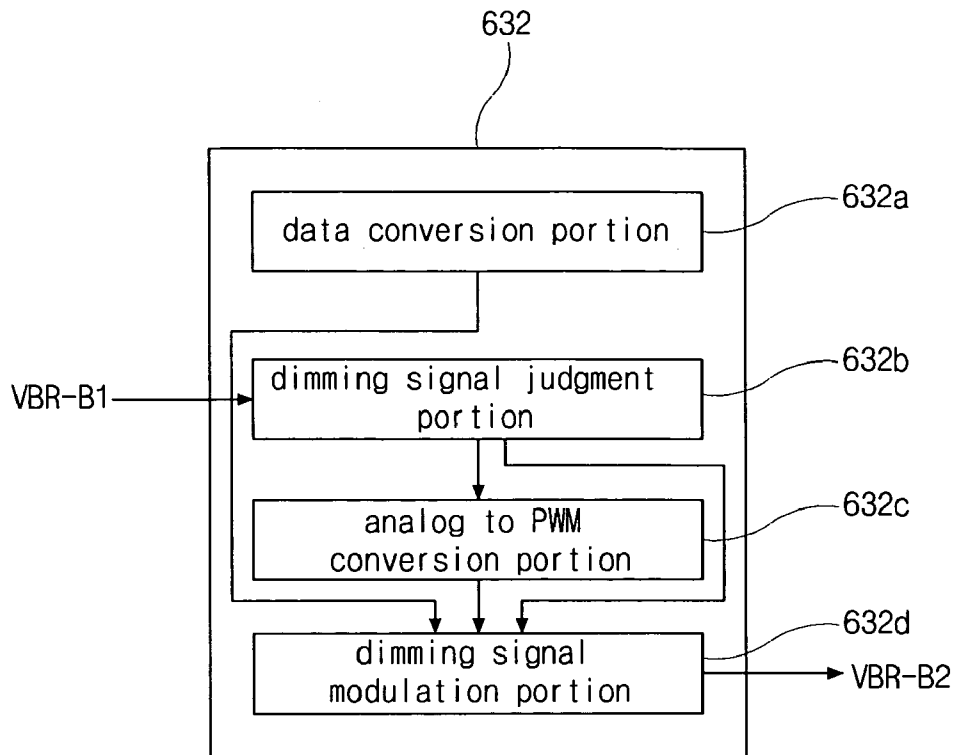 632
data conversion portion
632a
VBR-B1
dimming signal judgment
portion
632b
analog to PWM
conversion portion
632c
dimming signal
modulation portion
632d
VBR-B2